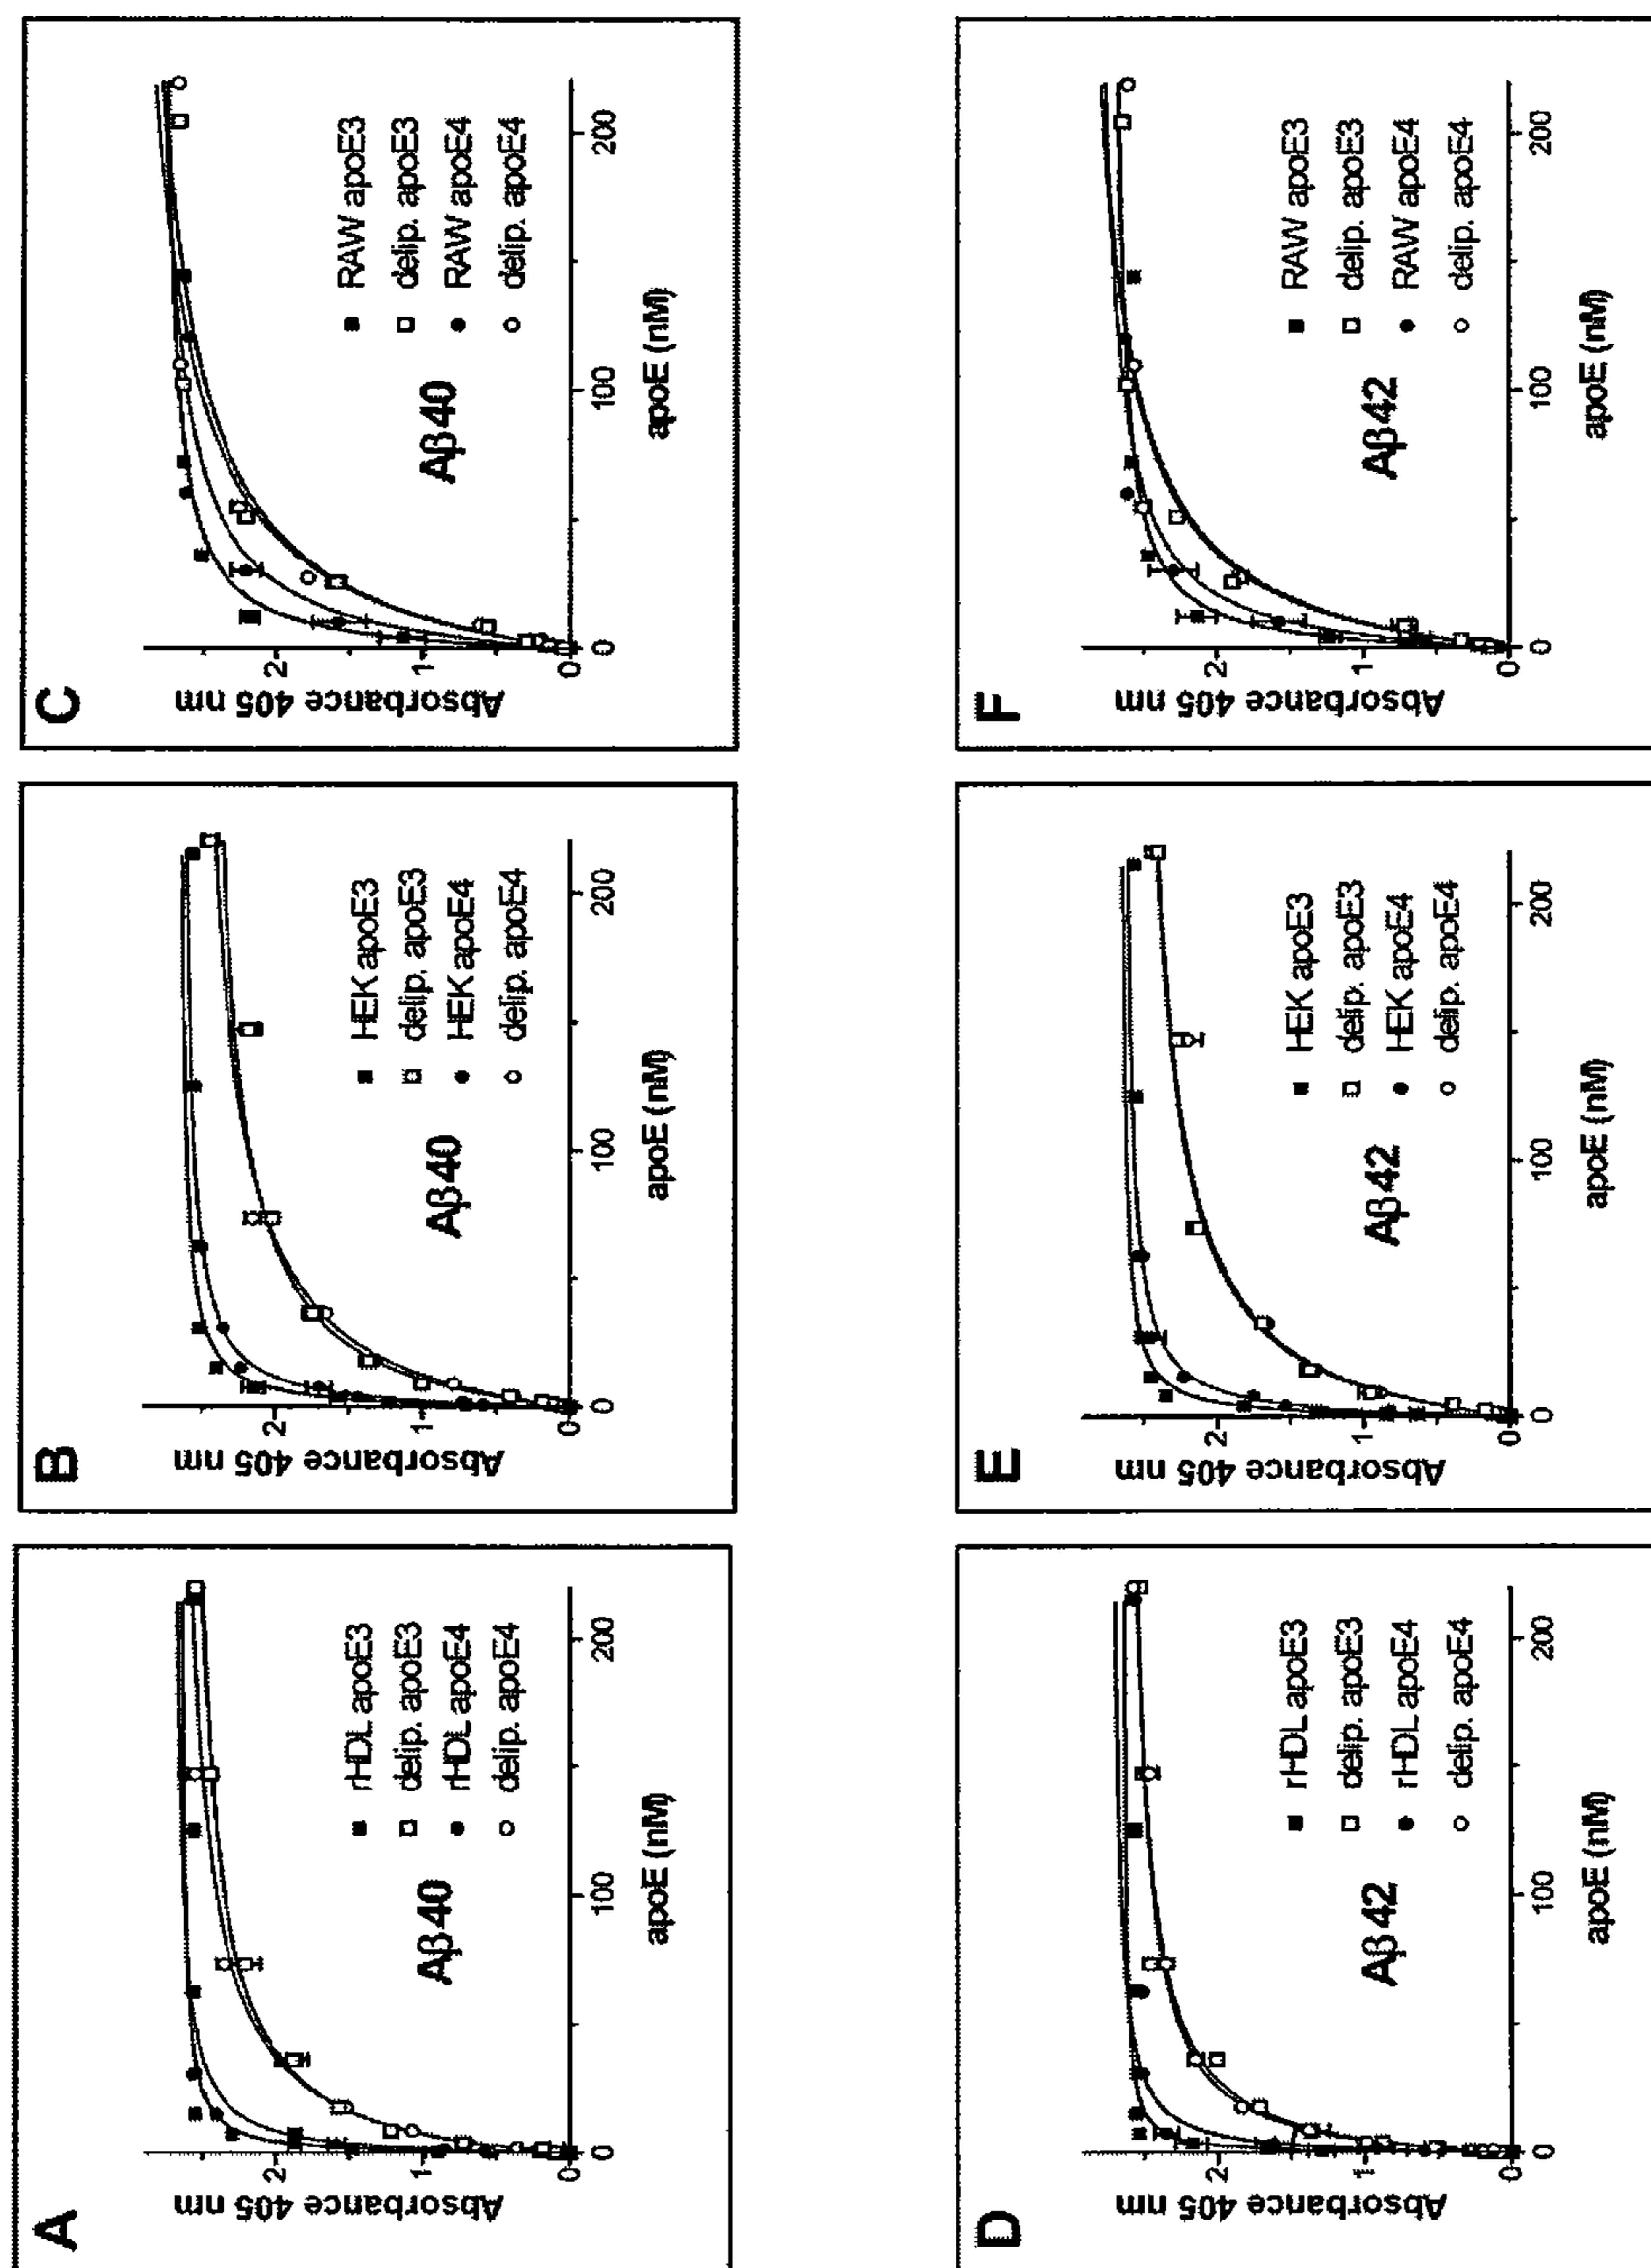 A
Absorbance 405 nm
2
1
0
0
100
200
apoE (nM)
Aβ40
rHDL apoE3
delip. apoE3
rHDL apoE4
delip. apoE4
B
Absorbance 405 nm
2
1
0
0
100
200
apoE (nM)
Aβ40
HEK apoE3
delip. apoE3
HEK apoE4
delip. apoE4
C
Absorbance 405 nm
2
1
0
0
100
200
apoE (nM)
Aβ40
RAW apoE3
delip. apoE3
RAW apoE4
delip. apoE4
D
Absorbance 405 nm
2
1
0
0
100
200
apoE (nM)
Aβ42
rHDL apoE3
delip. apoE3
rHDL apoE4
delip. apoE4
E
Absorbance 405 nm
2
1
0
0
100
200
apoE (nM)
Aβ42
HEK apoE3
delip. apoE3
HEK apoE4
delip. apoE4
F
Absorbance 405 nm
2
1
0
0
100
200
apoE (nM)
Aβ42
RAW apoE3
delip. apoE3
RAW apoE4
delip. apoE4